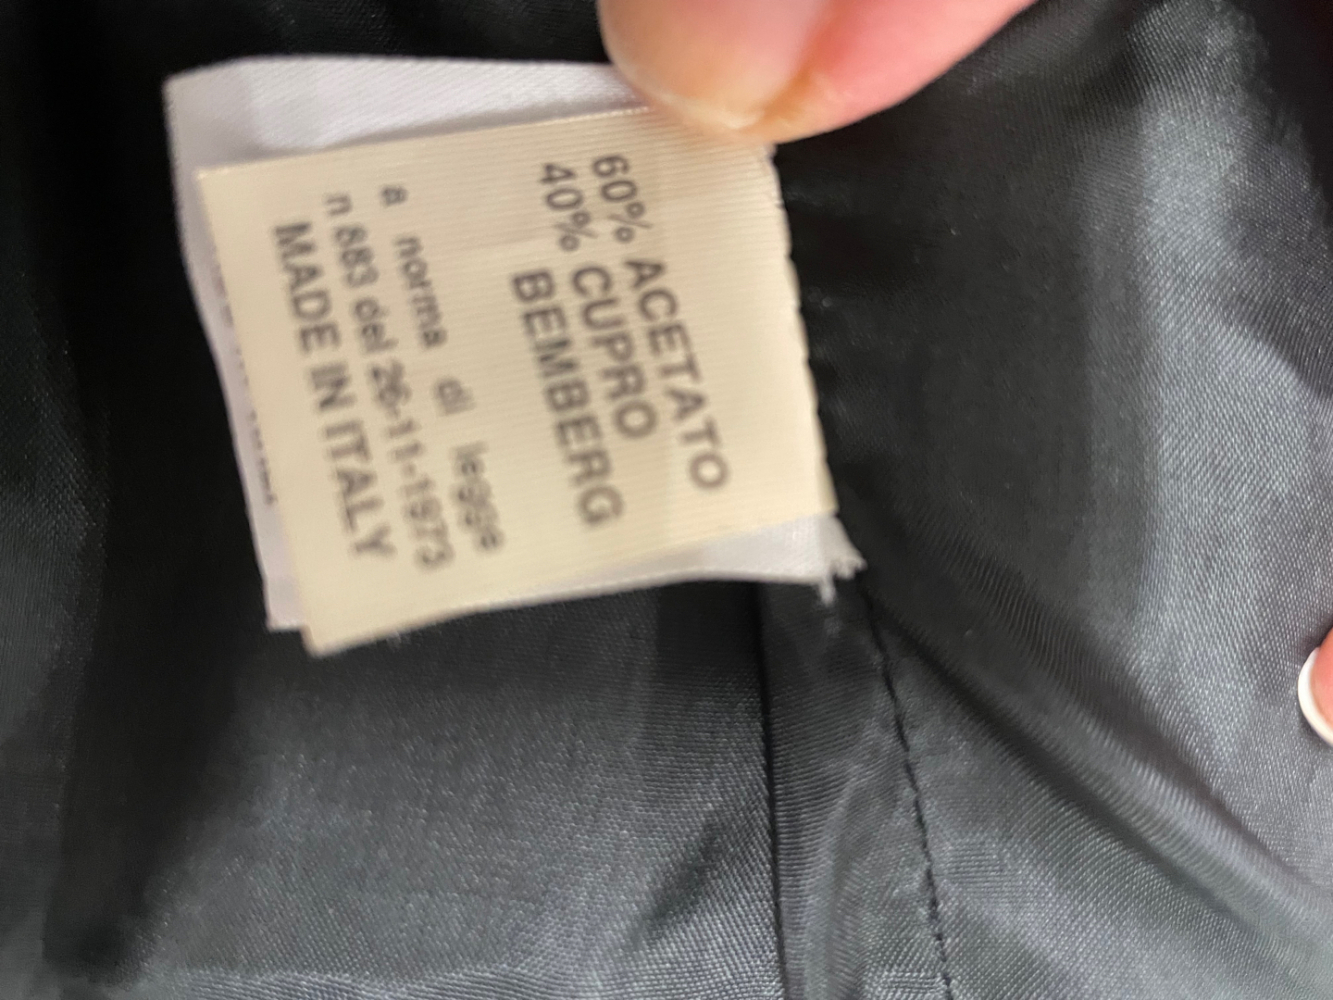 60% ACETATO
40% CUPRO
BEMBERG
a norma di legge
n 883 del 26-11-1973
MADE IN ITALY